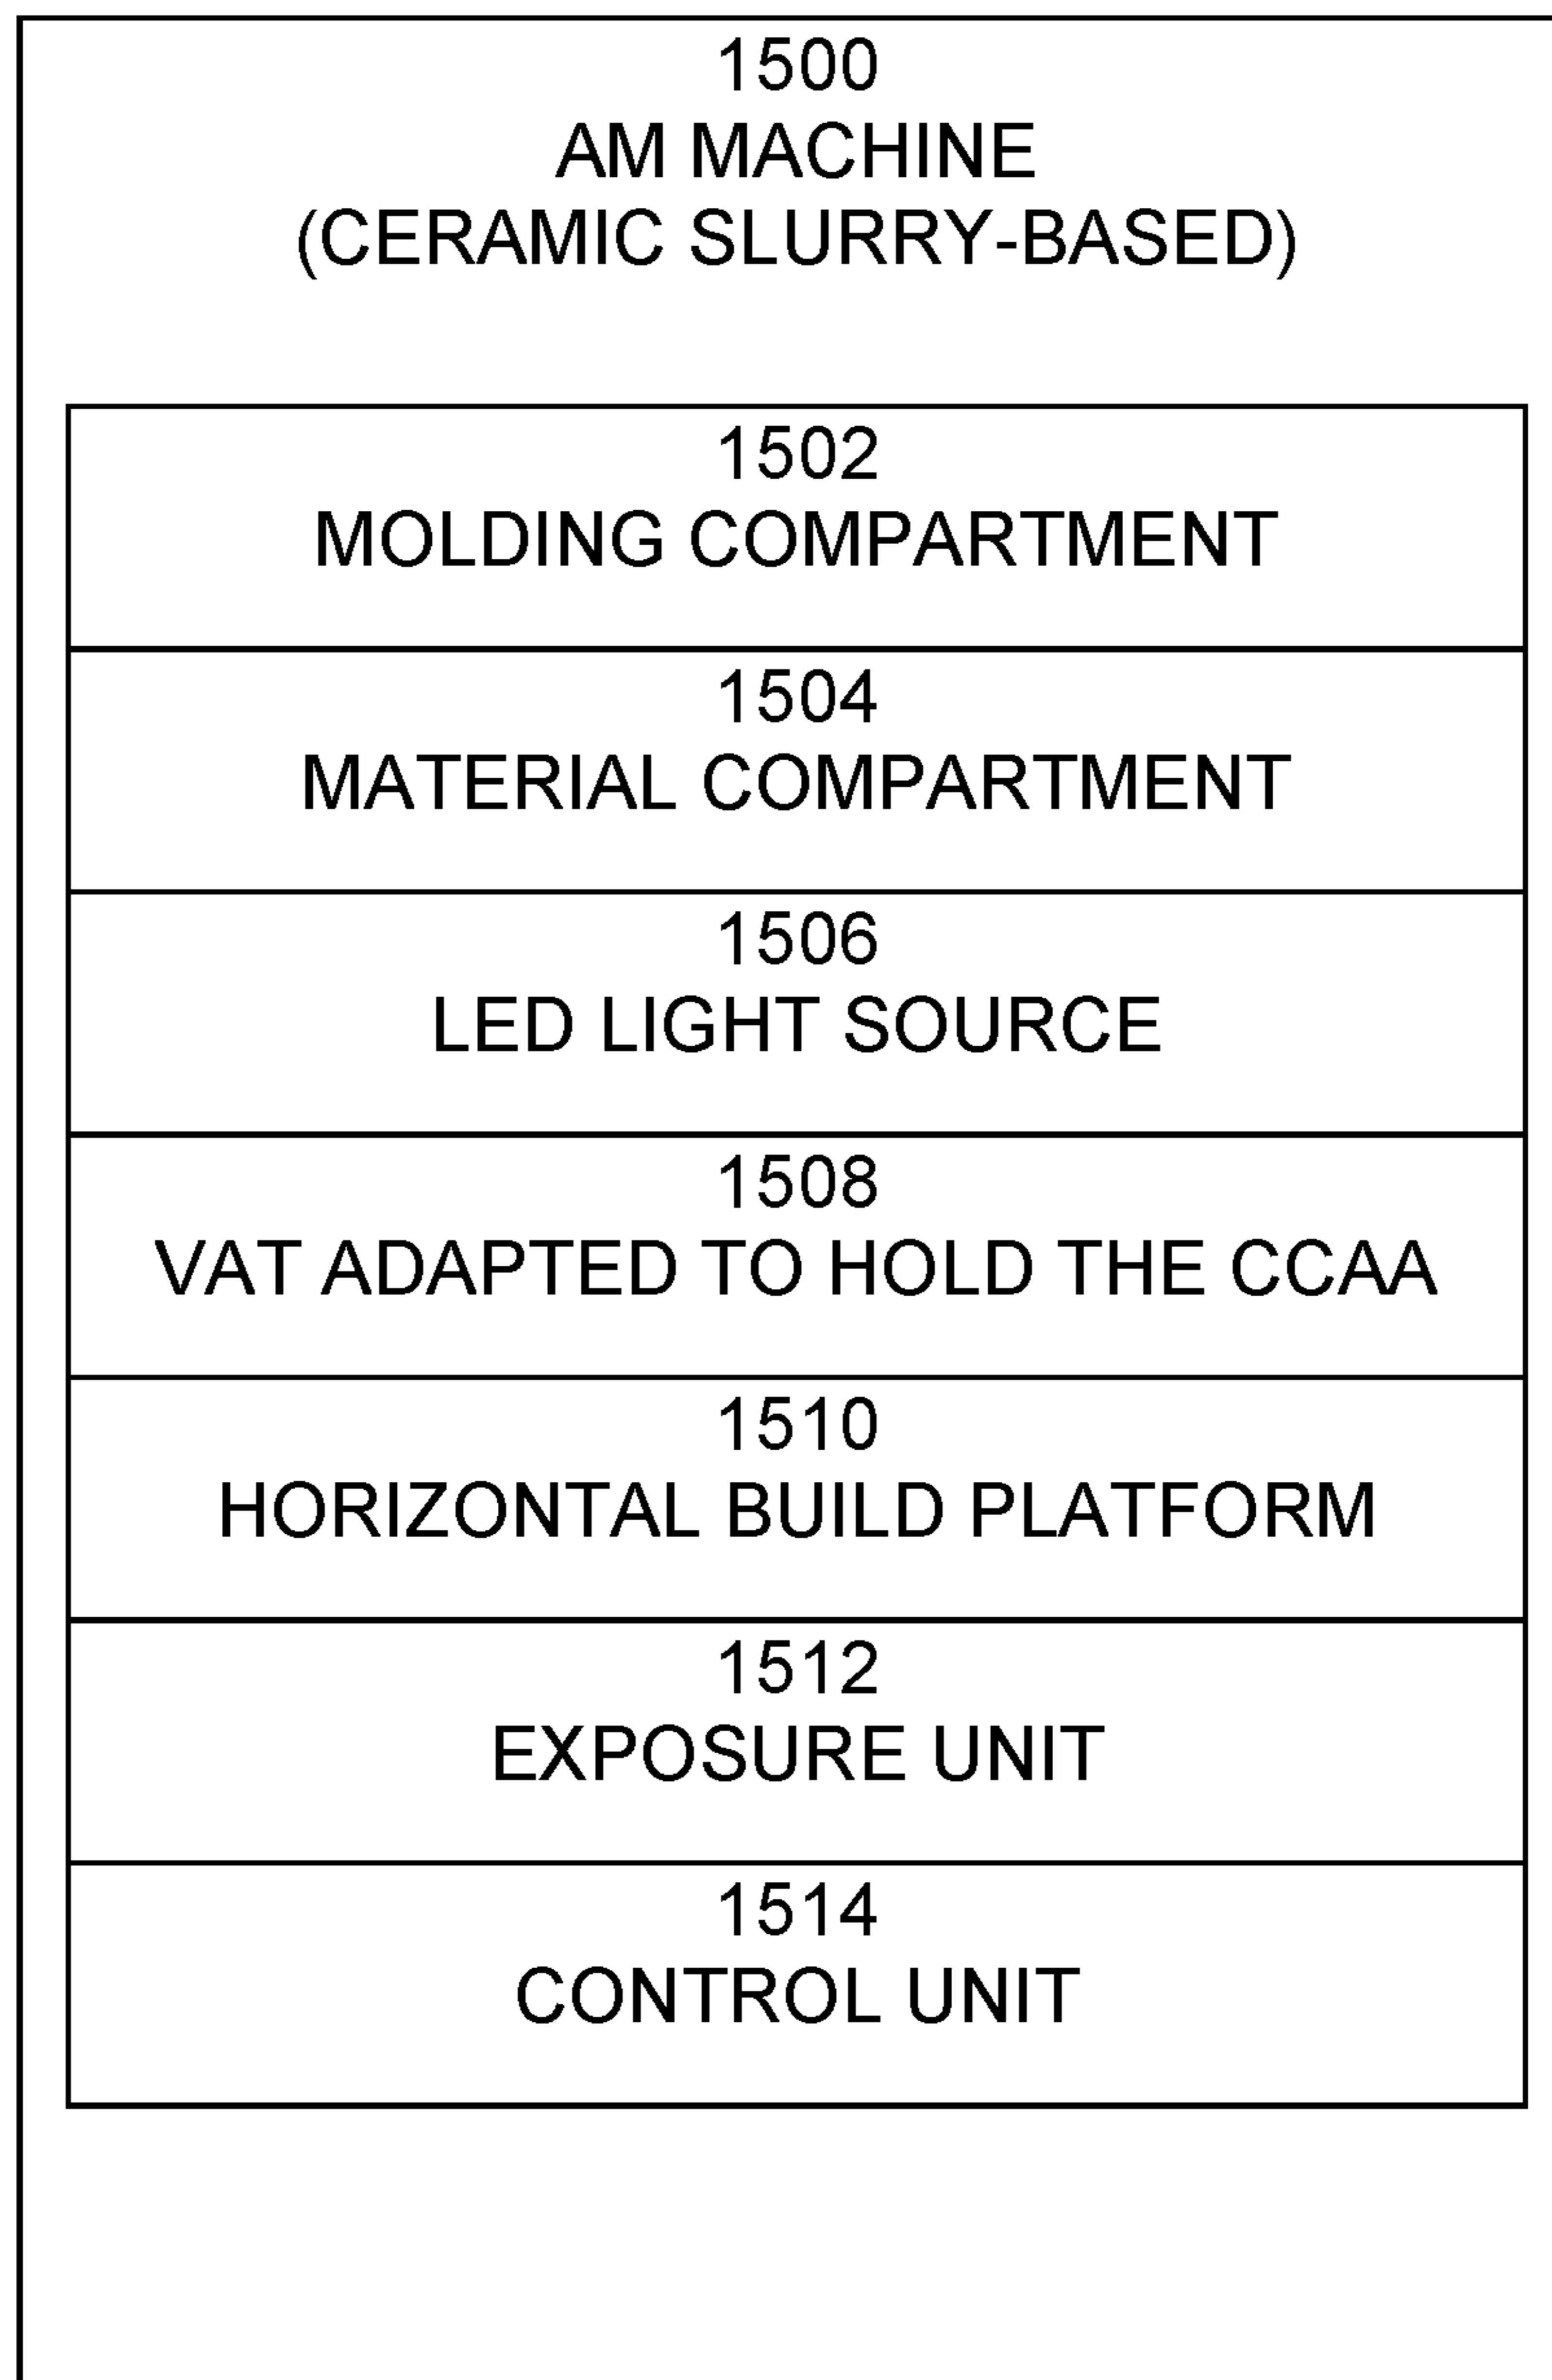 1500
AM MACHINE
(CERAMIC SLURRY-BASED)
1502
MOLDING COMPARTMENT
1504
MATERIAL COMPARTMENT
1506
LED LIGHT SOURCE
1508
VAT ADAPTED TO HOLD THE CCAA
1510
HORIZONTAL BUILD PLATFORM
1512
EXPOSURE UNIT
1514
CONTROL UNIT